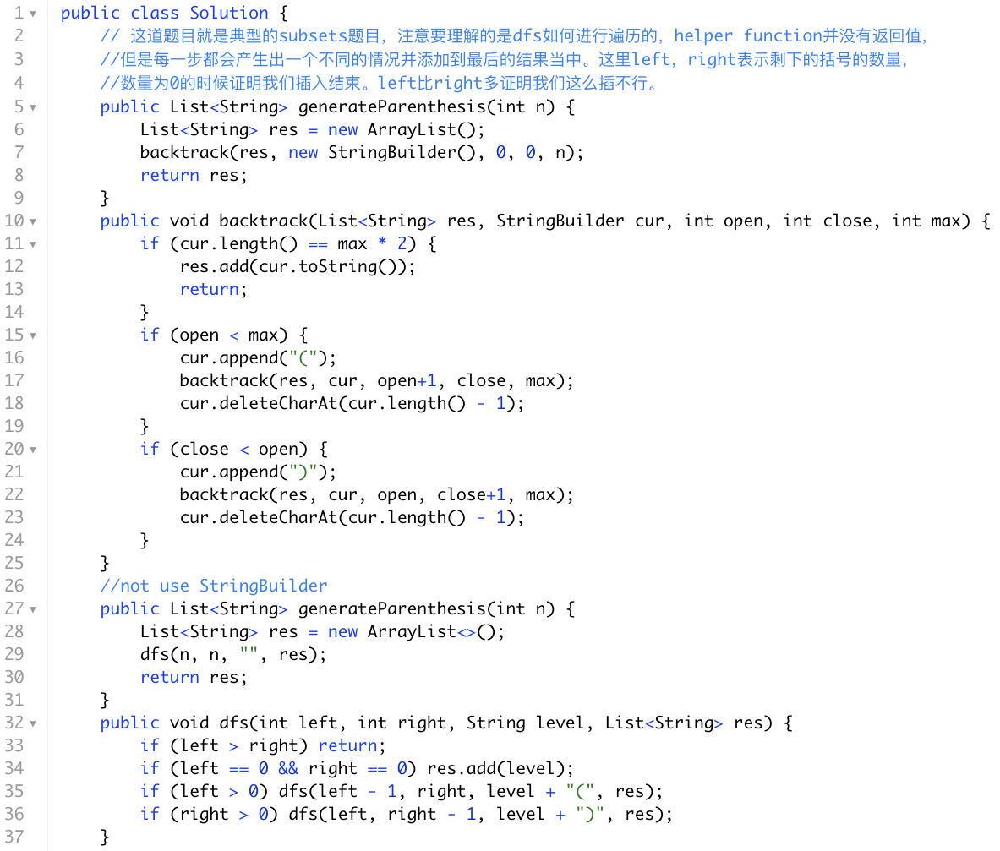 1 public class Solution {
2 // 这道题目就是典型的subsets题目，注意要理解的是dfs如何进行遍历的，helper function并没有返回值，
3 //但是每一步都会产生出一个不同的情况并添加到最后的结果当中。这里left，right表示剩下的括号的数量，
4 //数量为0的时候证明我们插入结束。left比right多证明我们这么插不行。
5 public List<String> generateParenthesis(int n) {
6 List<String> res = new ArrayList();
7 backtrack(res, new StringBuilder(), 0, 0, n);
8 return res;
9 }
10 public void backtrack(List<String> res, StringBuilder cur, int open, int close, int max) {
11 if (cur.length() == max * 2) {
12 res.add(cur.toString());
13 return;
14 }
15 if (open < max) {
16 cur.append("(");
17 backtrack(res, cur, open+1, close, max);
18 cur.deleteCharAt(cur.length() - 1);
19 }
20 if (close < open) {
21 cur.append(")");
22 backtrack(res, cur, open, close+1, max);
23 cur.deleteCharAt(cur.length() - 1);
24 }
25 }
26 //not use StringBuilder
27 public List<String> generateParenthesis(int n) {
28 List<String> res = new ArrayList<>();
29 dfs(n, n, "", res);
30 return res;
31 }
32 public void dfs(int left, int right, String level, List<String> res) {
33 if (left > right) return;
34 if (left == 0 && right == 0) res.add(level);
35 if (left > 0) dfs(left - 1, right, level + "(", res);
36 if (right > 0) dfs(left, right - 1, level + ")", res);
37 }